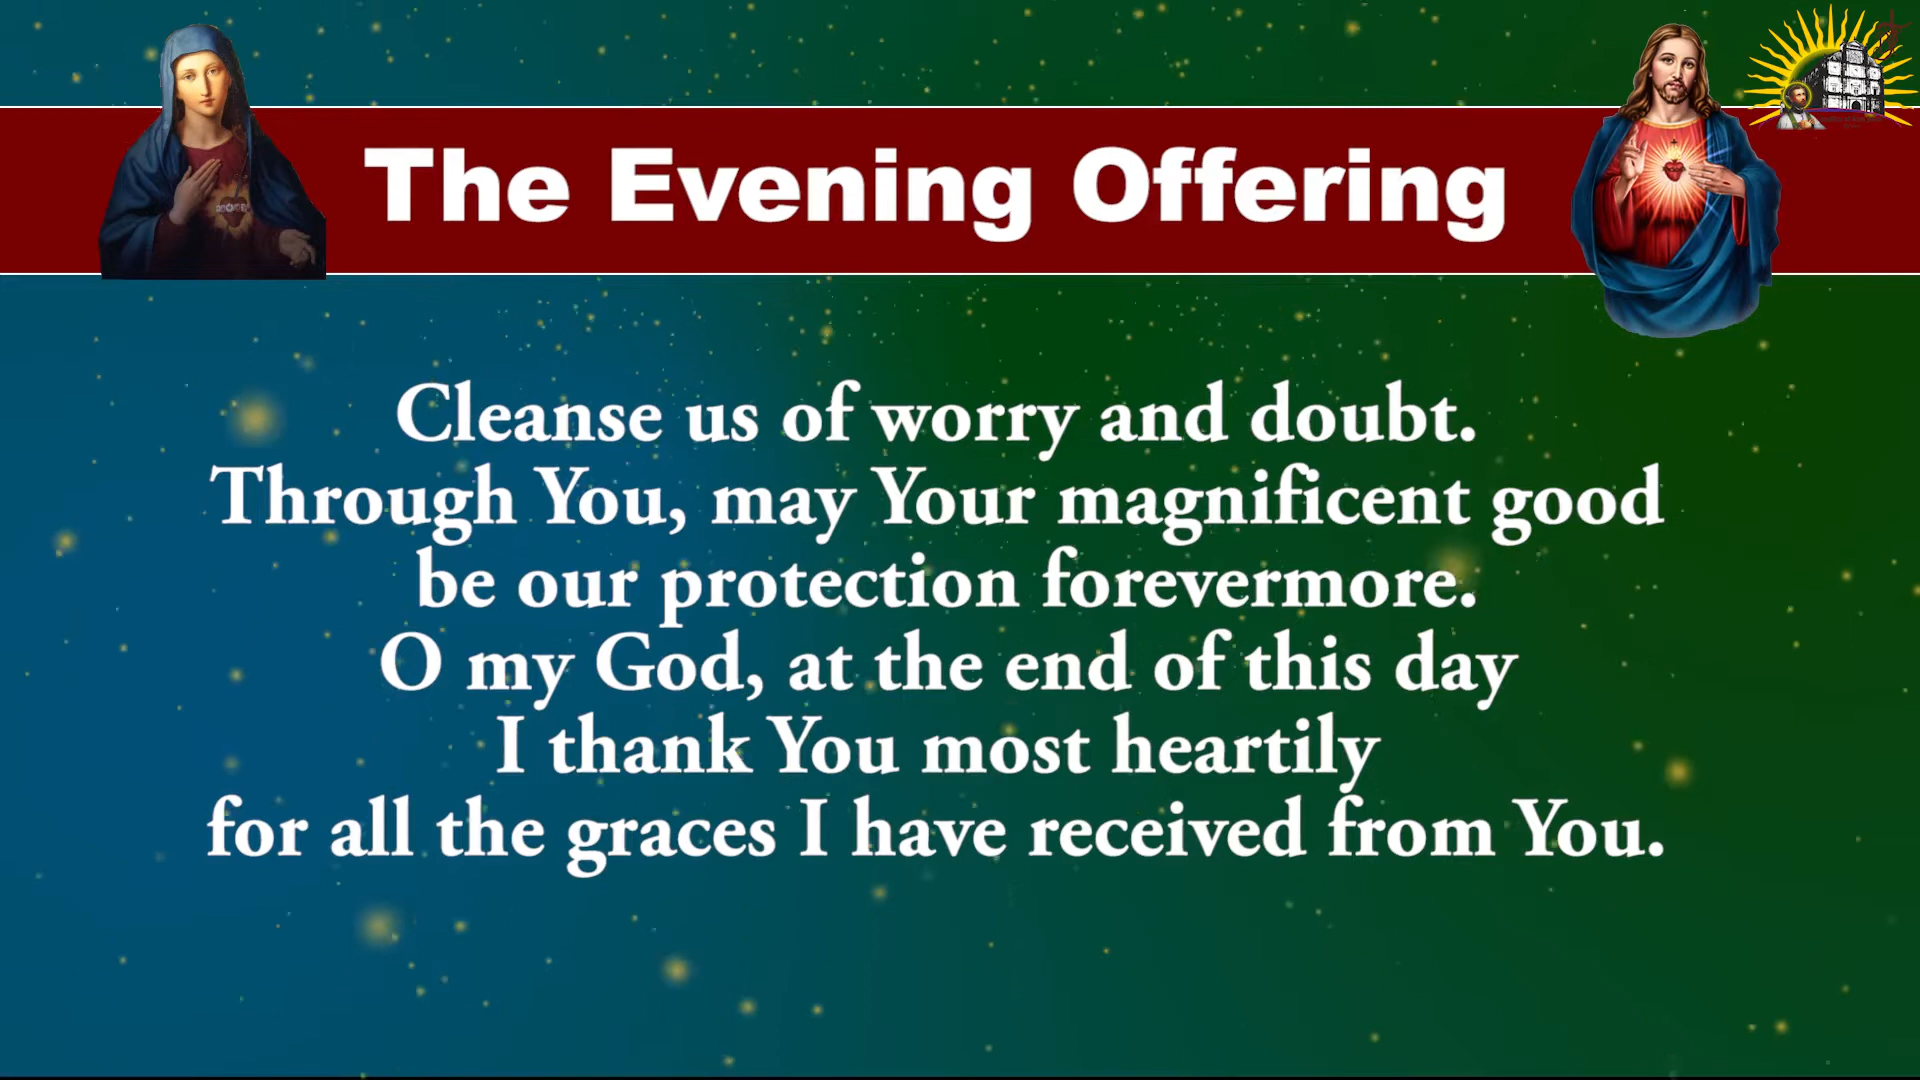 The Evening Offering
Cleanse us of worry and doubt.
Through You, may Your magnificent good
be our protection forevermore.
O my God, at the end of this day
I thank You most heartily
for all the graces I have received from You.